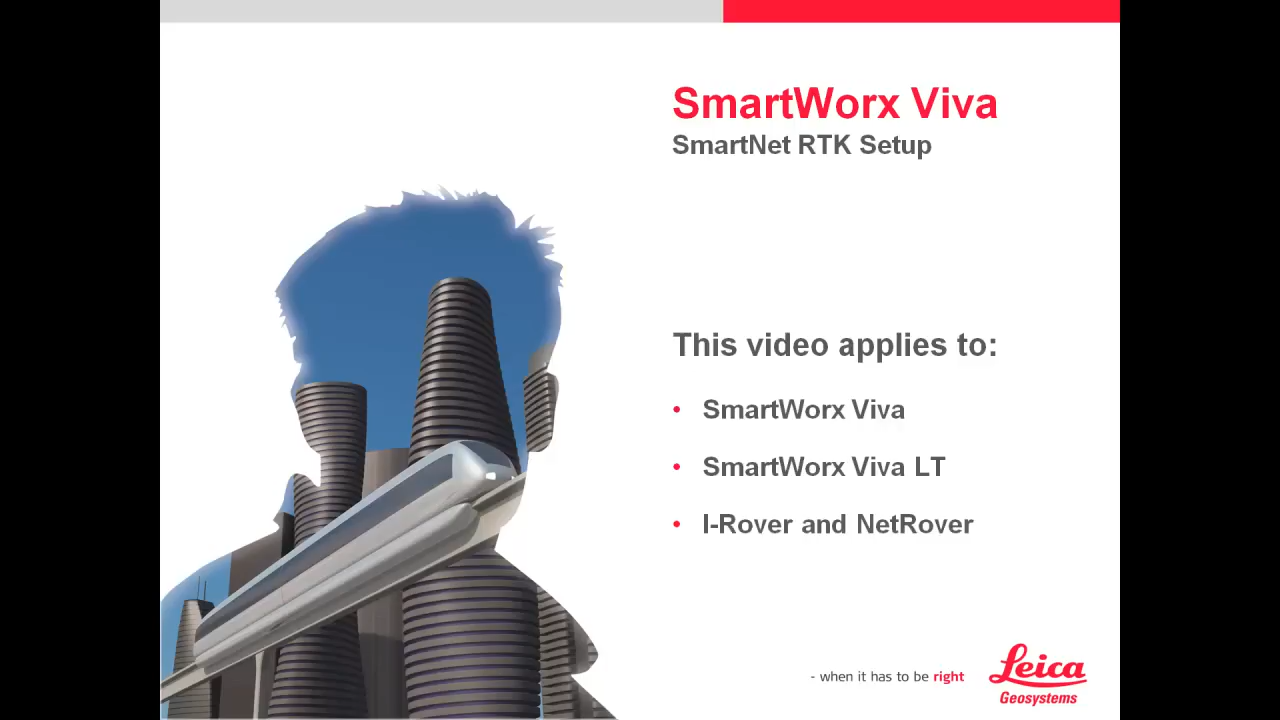 SmartWorx Viva
SmartNet RTK Setup
This video applies to:
• SmartWorx Viva
• SmartWorx Viva LT
• I-Rover and NetRover
- when it has to be right
Leica
Geosystems